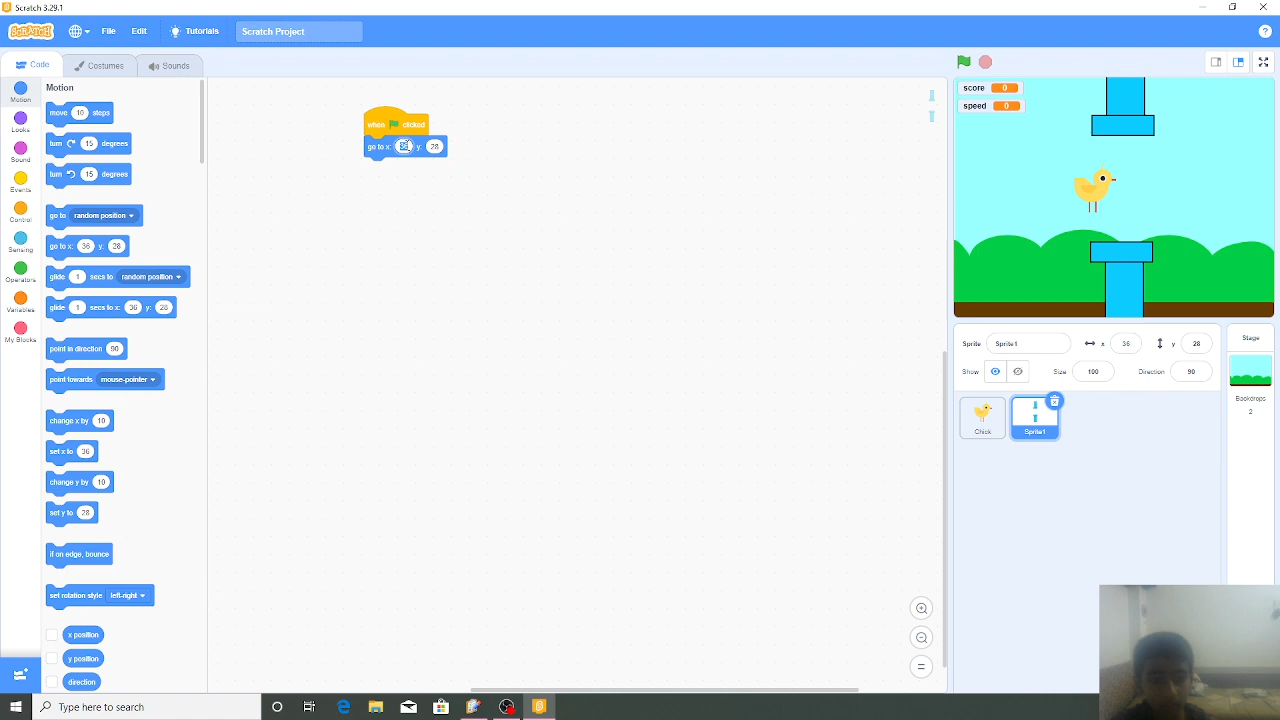 Scratch 3.29.1
SCRATCH File Edit Tutorials Scratch Project
Code Costumes Sounds
Motion
Looks
Sound
Events
Control
Sensing
Operators
Variables
My Blocks
Motion
move 10 steps
turn 15 degrees
turn 15 degrees
go to random position
go to x: 36 y: 28
glide 1 secs to random position
glide 1 secs to x: 36 y: 28
point in direction 90
point towards mouse-pointer
change x by 10
set x to 36
change y by 10
set y to 28
if on edge, bounce
set rotation style left-right
x position
y position
direction
when clicked
go to x: y: 28
score 0
speed 0
Sprite Sprite1 x 36 y 28
Show Size 100 Direction 90
Chick
Sprite1
Stage
Backdrops
2
Type here to search